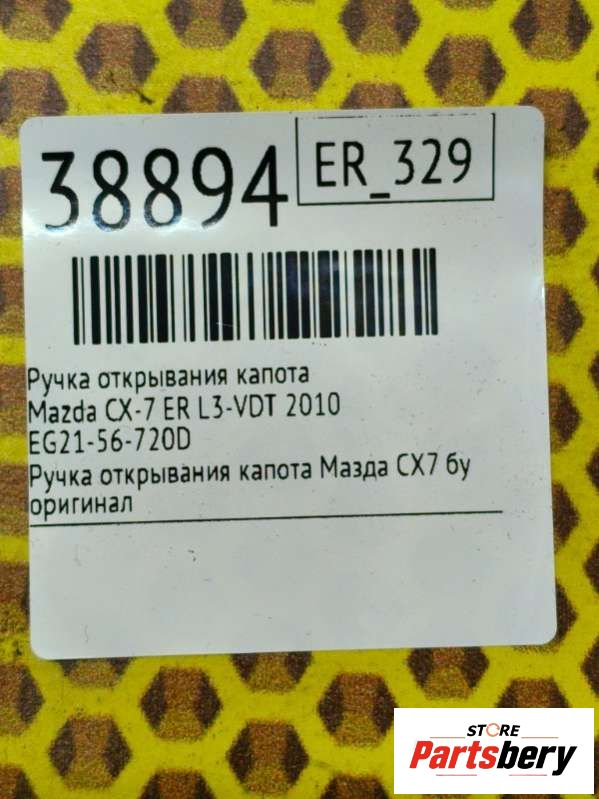 38894
ER_329
Ручка открывания капота
Mazda CX-7 ER L3-VDT 2010
EG21-56-720D
Ручка открывания капота Мазда CX7 бу
оригинал
STORE
Partsbery